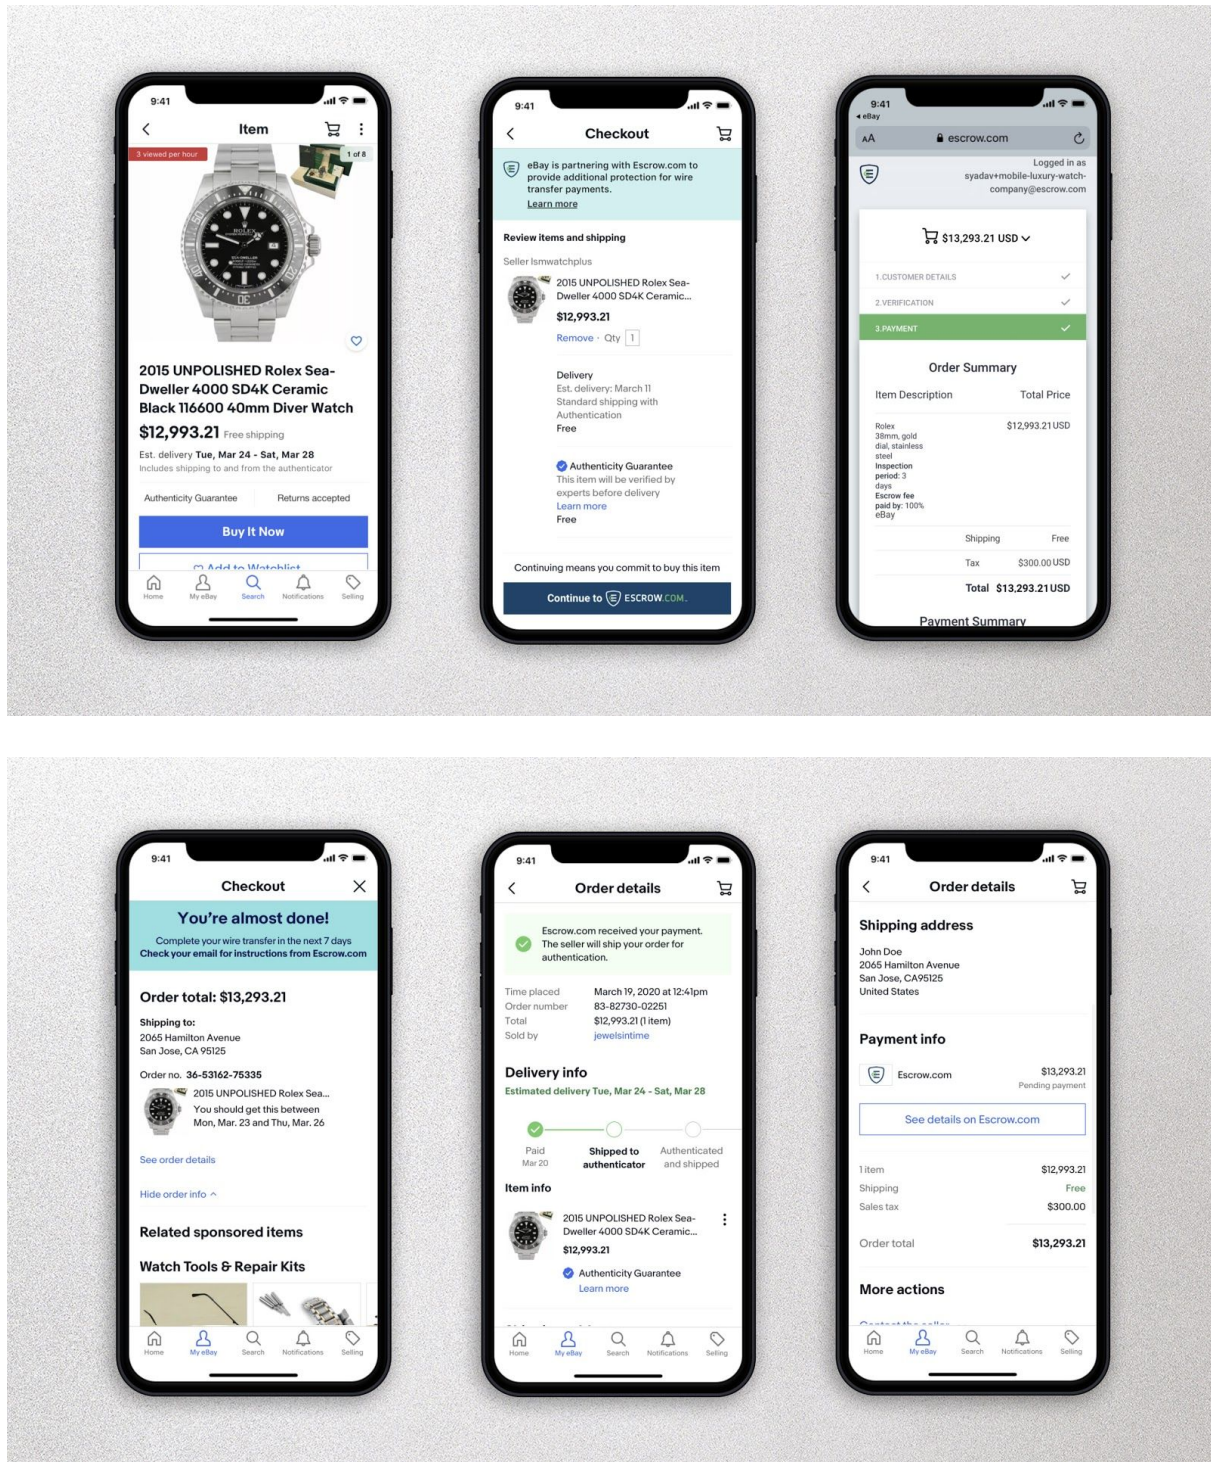 9:41
Item
3 viewed per hour
1 of 8
ROLEX
2015 UNPOLISHED Rolex Sea-
Dweller 4000 SD4K Ceramic
Black 116600 40mm Diver Watch
$12,993.21 Free shipping
Est. delivery Tue, Mar 24 - Sat, Mar 28
Includes shipping to and from the authenticator
Authenticity Guarantee
Returns accepted
Buy It Now
Add to Watchlist
Home
My eBay
Search
Notifications
Selling
9:41
Checkout
eBay is partnering with Escrow.com to
provide additional protection for wire
transfer payments.
Learn more
Review items and shipping
Seller lsmwatchplus
2015 UNPOLISHED Rolex Sea-
Dweller 4000 SD4K Ceramic...
$12,993.21
Remove · Qty 1
Delivery
Est. delivery: March 11
Standard shipping with
Authentication
Free
Authenticity Guarantee
This item will be verified by
experts before delivery
Learn more
Free
Continuing means you commit to buy this item
Continue to ESCROW.COM
9:41
eBay
AA escrow.com
Logged in as
syadav+mobile-luxury-watch-
company@escrow.com
$13,293.21 USD
1.CUSTOMER DETAILS
2.VERIFICATION
3.PAYMENT
Order Summary
Item Description Total Price
Rolex $12,993.21 USD
38mm, gold
dial, stainless
steel
Inspection
period: 3
days
Escrow fee
paid by: 100%
eBay
Shipping Free
Tax $300.00 USD
Total $13,293.21 USD
Payment Summary
9:41
Checkout
You're almost done!
Complete your wire transfer in the next 7 days
Check your email for instructions from Escrow.com
Order total: $13,293.21
Shipping to:
2065 Hamilton Avenue
San Jose, CA 95125
Order no. 36-53162-75335
2015 UNPOLISHED Rolex Sea...
You should get this between
Mon, Mar. 23 and Thu, Mar. 26
See order details
Hide order info
Related sponsored items
Watch Tools & Repair Kits
Home
My eBay
Search
Notifications
Selling
9:41
Order details
Escrow.com received your payment.
The seller will ship your order for
authentication.
Time placed March 19, 2020 at 12:41pm
Order number 83-82730-02251
Total $12,993.21 (1 item)
Sold by jewelsintime
Delivery info
Estimated delivery Tue, Mar 24 - Sat, Mar 28
Paid
Mar 20
Shipped to
authenticator
Authenticated
and shipped
Item info
2015 UNPOLISHED Rolex Sea-
Dweller 4000 SD4K Ceramic...
$12,993.21
Authenticity Guarantee
Learn more
Home
My eBay
Search
Notifications
Selling
9:41
Order details
Shipping address
John Doe
2065 Hamilton Avenue
San Jose, CA95125
United States
Payment info
Escrow.com $13,293.21
Pending payment
See details on Escrow.com
1 item $12,993.21
Shipping Free
Sales tax $300.00
Order total $13,293.21
More actions
Contact the seller
Home
My eBay
Search
Notifications
Selling